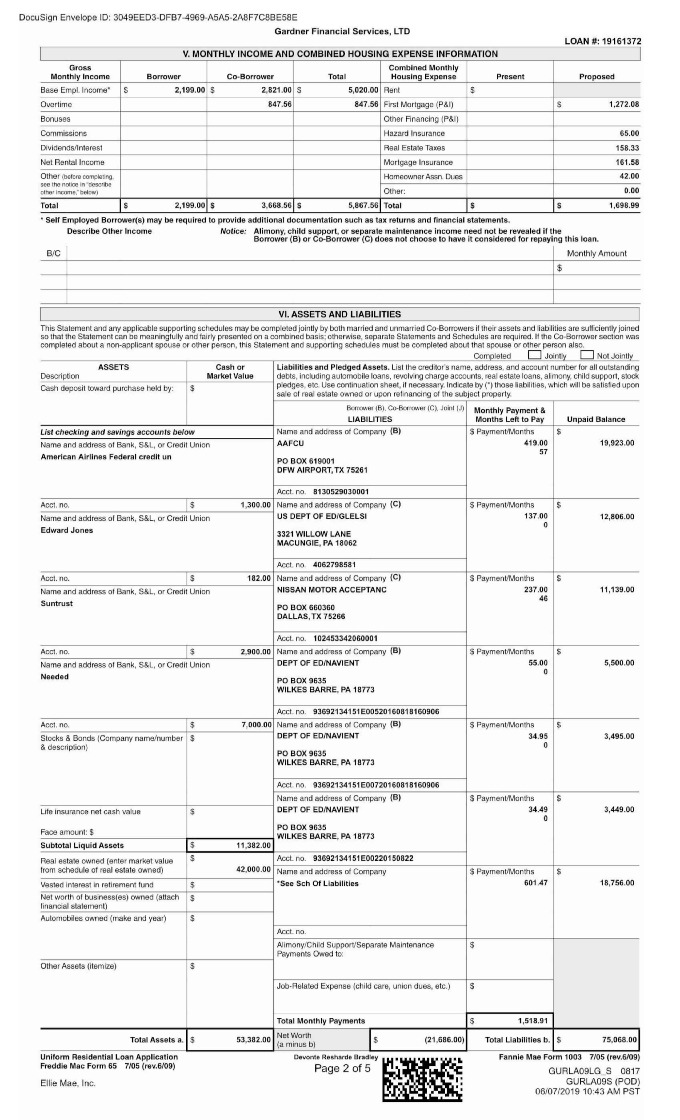 DocuSign Envelope ID: 3049EED3-DFB7-4969-A5A5-2A8F7C8BE58E
Gardner Financial Services, LTD
LOAN #: 19161372
V. MONTHLY INCOME AND COMBINED HOUSING EXPENSE INFORMATION
Gross Monthly Income Borrower Co-Borrower Total Combined Monthly Housing Expense Present Proposed
Base Empl. Income* $ 2,199.00 $ 2,821.00 $ 5,020.00 Rent $
Overtime 847.56 847.56 First Mortgage (P&I) $ 1,272.08
Bonuses Other Financing (P&I)
Commissions Hazard Insurance 65.00
Dividends/Interest Real Estate Taxes 158.33
Net Rental Income Mortgage Insurance 161.58
Other (before completing, see the notice in "describe other income," below) Homeowner Assn. Dues 42.00
Other: 0.00
Total $ 2,199.00 $ 3,668.56 $ 5,867.56 Total $ $ 1,698.99
* Self Employed Borrower(s) may be required to provide additional documentation such as tax returns and financial statements.
Describe Other Income Notice: Alimony, child support, or separate maintenance income need not be revealed if the
Borrower (B) or Co-Borrower (C) does not choose to have it considered for repaying this loan.
B/C Monthly Amount
$
VI. ASSETS AND LIABILITIES
This Statement and any applicable supporting schedules may be completed jointly by both married and unmarried Co-Borrowers if their assets and liabilities are sufficiently joined
so that the Statement can be meaningfully and fairly presented on a combined basis; otherwise, separate Statements and Schedules are required. If the Co-Borrower section was
completed about a non-applicant spouse or other person, this Statement and supporting schedules must be completed about that spouse or other person also.
Completed Jointly Not Jointly
ASSETS
Description
Cash or Market Value
Cash deposit toward purchase held by: $
Liabilities and Pledged Assets. List the creditor's name, address, and account number for all outstanding
debts, including automobile loans, revolving charge accounts, real estate loans, alimony, child support, stock
pledges, etc. Use continuation sheet, if necessary. Indicate by (*) those liabilities, which will be satisfied upon
sale of real estate owned or upon refinancing of the subject property.
Borrower (B), Co-Borrower (C), Joint (J)
LIABILITIES
Monthly Payment & Months Left to Pay
Unpaid Balance
List checking and savings accounts below
Name and address of Bank, S&L, or Credit Union
American Airlines Federal credit un
Name and address of Company (B) $ Payment/Months $
AAFCU 419.00 19,923.00
57
PO BOX 619001
DFW AIRPORT, TX 75261
Acct. no. 8130529030001
Acct. no. $ 1,300.00
Name and address of Bank, S&L, or Credit Union
Edward Jones
Name and address of Company (C) $ Payment/Months $
US DEPT OF ED/GLELSI 137.00 12,806.00
0
3321 WILLOW LANE
MACUNGIE, PA 18062
Acct. no. 4062798581
Acct. no. $ 182.00
Name and address of Bank, S&L, or Credit Union
Suntrust
Name and address of Company (C) $ Payment/Months $
NISSAN MOTOR ACCEPTANC 237.00 11,139.00
46
PO BOX 660360
DALLAS, TX 75266
Acct. no. 102453342060001
Acct. no. $ 2,900.00
Name and address of Bank, S&L, or Credit Union
Needed
Name and address of Company (B) $ Payment/Months $
DEPT OF ED/NAVIENT 55.00 5,500.00
0
PO BOX 9635
WILKES BARRE, PA 18773
Acct. no. 93692134151E00520160818160906
Acct. no. $ 7,000.00
Stocks & Bonds (Company name/number & description) $
Name and address of Company (B) $ Payment/Months $
DEPT OF ED/NAVIENT 34.95 3,495.00
0
PO BOX 9635
WILKES BARRE, PA 18773
Acct. no. 93692134151E00720160818160906
Name and address of Company (B) $ Payment/Months $
DEPT OF ED/NAVIENT 34.49 3,449.00
0
PO BOX 9635
WILKES BARRE, PA 18773
Acct. no. 93692134151E00220150822
Life insurance net cash value $
Face amount: $
Subtotal Liquid Assets $ 11,382.00
Real estate owned (enter market value from schedule of real estate owned) $ 42,000.00
Name and address of Company $ Payment/Months $
*See Sch Of Liabilities 601.47 18,756.00
Acct. no.
Vested interest in retirement fund $
Net worth of business(es) owned (attach financial statement) $
Automobiles owned (make and year) $
Alimony/Child Support/Separate Maintenance Payments Owed to: $
Other Assets (itemize) $
Job-Related Expense (child care, union dues, etc.) $
Total Monthly Payments $ 1,518.91
Total Assets a. $ 53,382.00 Net Worth (a minus b) $ (21,686.00) Total Liabilities b. $ 75,068.00
Uniform Residential Loan Application
Freddie Mac Form 65 7/05 (rev.6/09)
Ellie Mae, Inc.
Devonte Resharde Bradley
Page 2 of 5
Fannie Mae Form 1003 7/05 (rev.6/09)
GURLA09LG_S 0817
GURLA09S (POD)
06/07/2019 10:43 AM PST